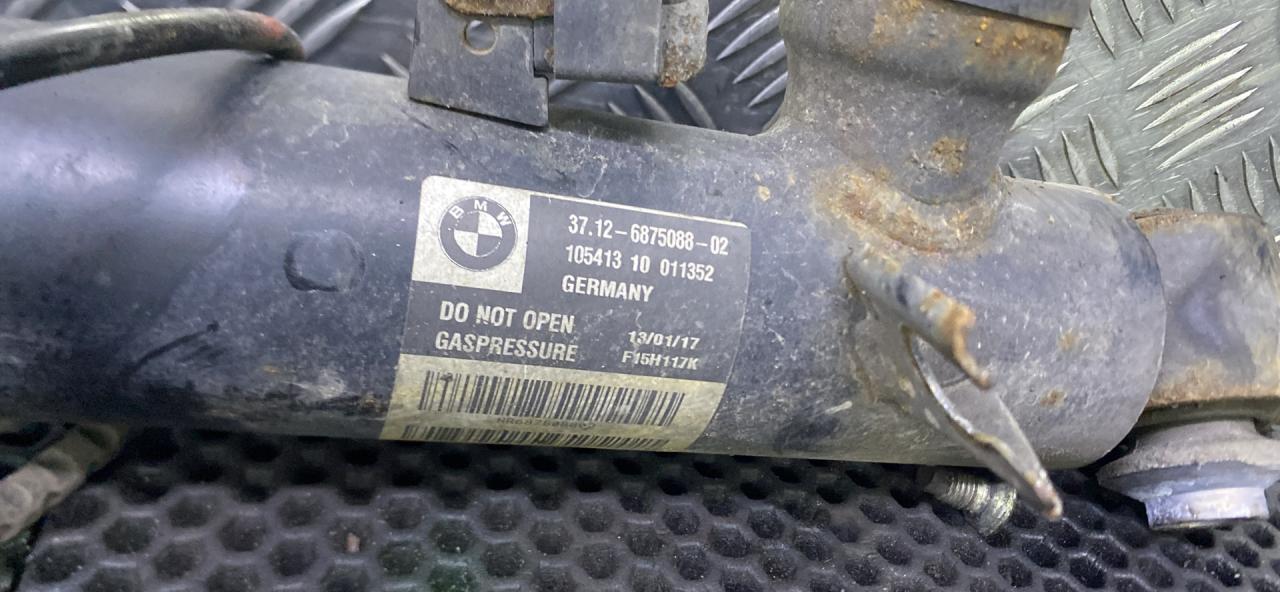 BMW
37.12-6875088-02
105413 10 011352
GERMANY
DO NOT OPEN
GASPRESSURE
13/01/17
F15H117K